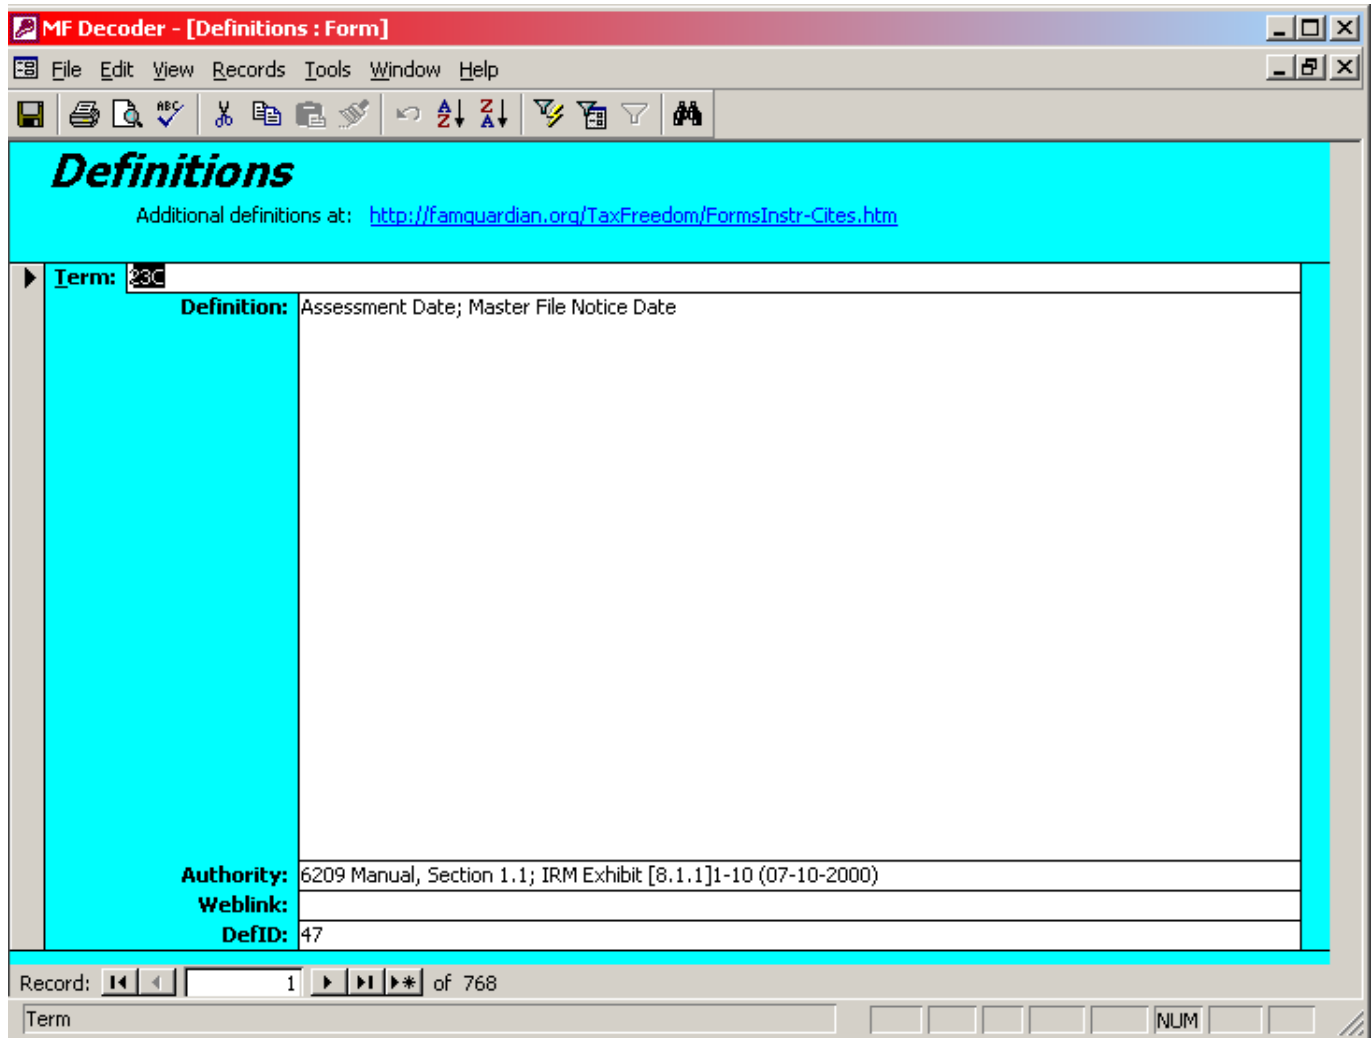 MF Decoder - [Definitions : Form]
File Edit View Records Tools Window Help
ABC A Z Z A
Definitions
Additional definitions at: http://famguardian.org/TaxFreedom/FormsInstr-Cites.htm
Term: 23C
Definition: Assessment Date; Master File Notice Date
Authority: 6209 Manual, Section 1.1; IRM Exhibit [8.1.1]1-10 (07-10-2000)
Weblink:
DefID: 47
Record: 1 of 768
Term NUM